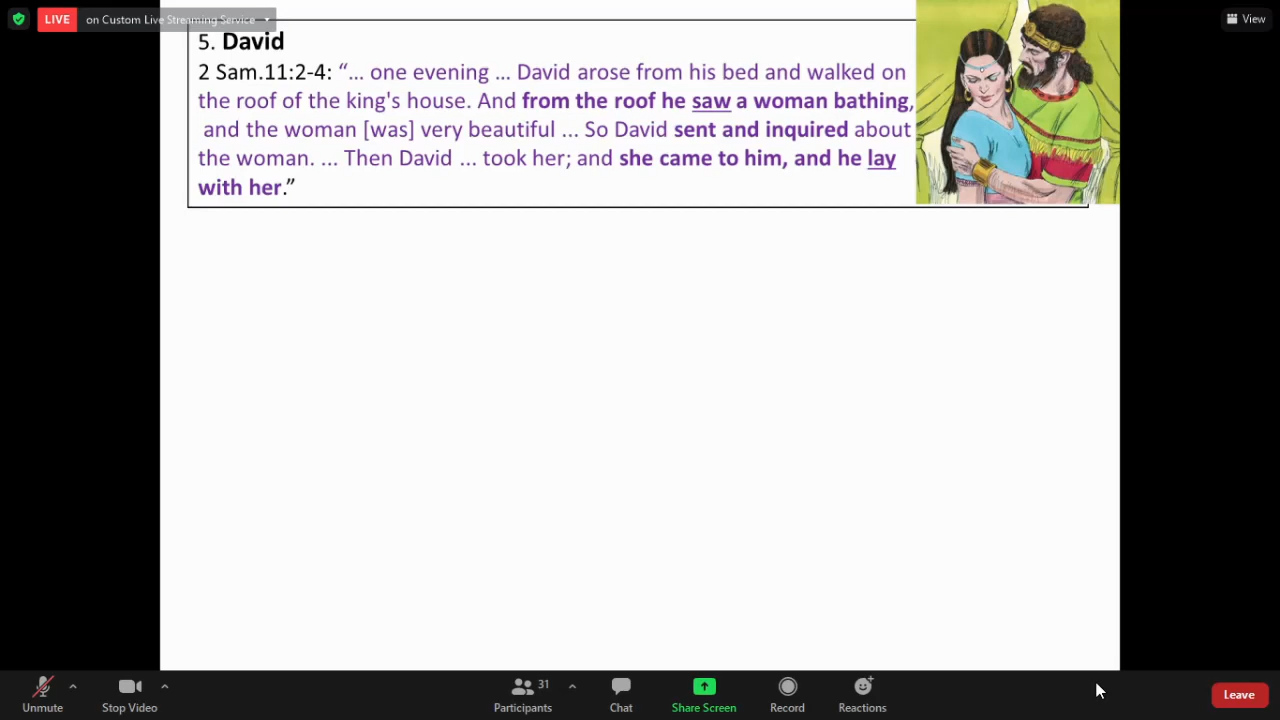 LIVE on Custom Live Streaming Service
View
5. David
2 Sam.11:2-4: “... one evening ... David arose from his bed and walked on
the roof of the king's house. And from the roof he saw a woman bathing,
and the woman [was] very beautiful ... So David sent and inquired about
the woman. ... Then David ... took her; and she came to him, and he lay
with her.”
Unmute
Stop Video
31
Participants
Chat
Share Screen
Record
Reactions
Leave